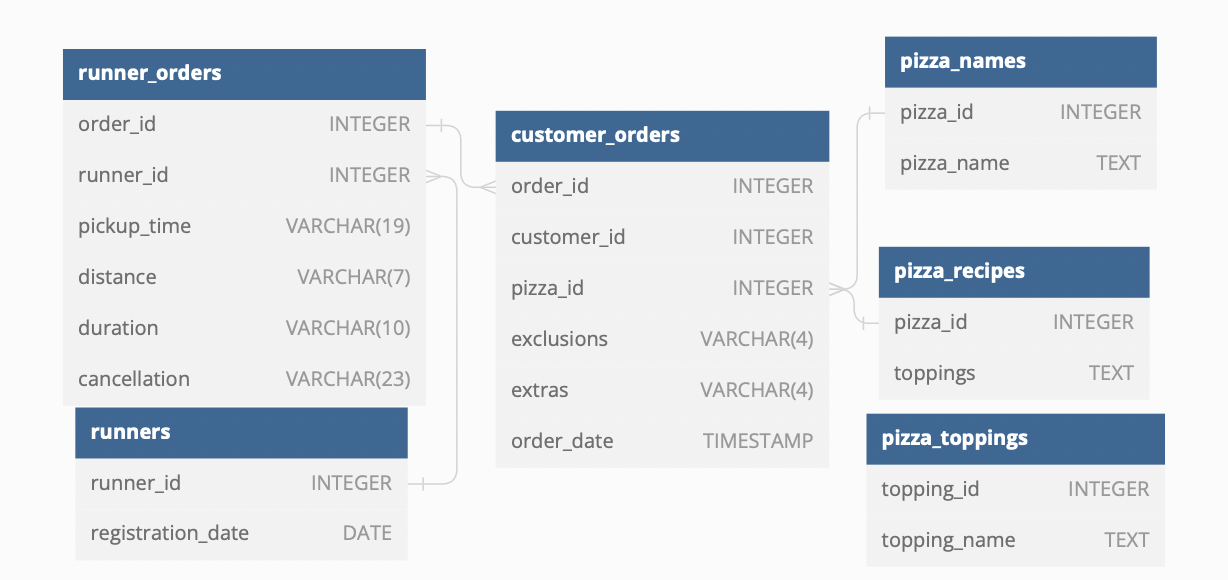 runner_orders
order_id INTEGER
runner_id INTEGER
pickup_time VARCHAR(19)
distance VARCHAR(7)
duration VARCHAR(10)
cancellation VARCHAR(23)
runners
runner_id INTEGER
registration_date DATE
customer_orders
order_id INTEGER
customer_id INTEGER
pizza_id INTEGER
exclusions VARCHAR(4)
extras VARCHAR(4)
order_date TIMESTAMP
pizza_names
pizza_id INTEGER
pizza_name TEXT
pizza_recipes
pizza_id INTEGER
toppings TEXT
pizza_toppings
topping_id INTEGER
topping_name TEXT